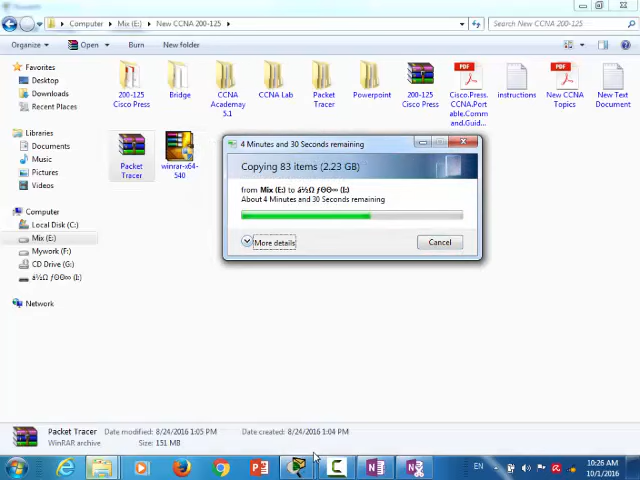 Computer ▸ Mix (E:) ▸ New CCNA 200-125 ▸
Search New CCNA 200-125
Organize ▾ Open ▾ Burn New folder
Favorites
Desktop
Downloads
Recent Places
Libraries
Documents
Music
Pictures
Videos
Computer
Local Disk (C:)
Mix (E:)
Mywork (F:)
CD Drive (G:)
Network
200-125 Cisco Press
Bridge
CCNA Academay 5.1
CCNA Lab
Packet Tracer
Powerpoint
200-125 Cisco Press
Cisco.Press.
CCNA.Port
able.Comm
and.Guid...
instructions
New CCNA Topics
New Text Document
Packet Tracer
winrar-x64-
540
4 Minutes and 30 Seconds remaining
Copying 83 items (2.23 GB)
from Mix (E:) to
About 4 Minutes and 30 Seconds remaining
More details
Cancel
Packet Tracer Date modified: 8/24/2016 1:05 PM Date created: 8/24/2016 1:04 PM
WinRAR archive Size: 151 MB
EN
10:26 AM
10/1/2016